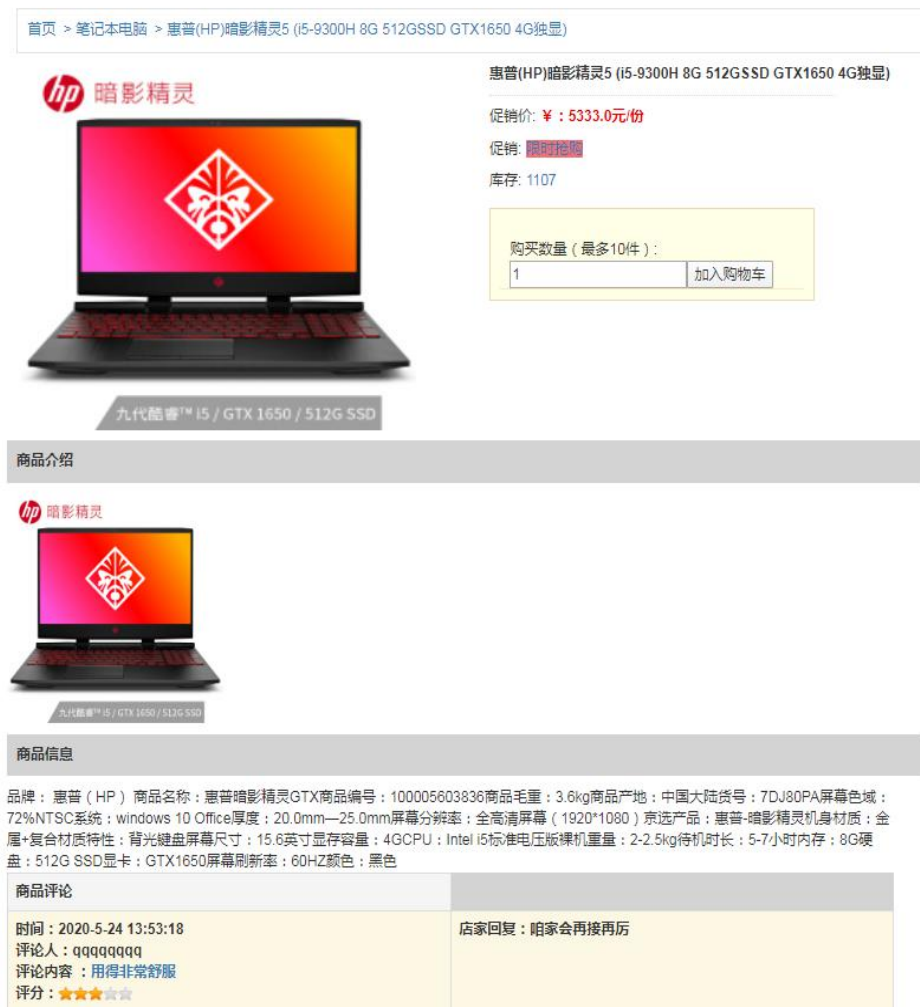 首页 > 笔记本电脑 > 惠普(HP)暗影精灵5 (i5-9300H 8G 512GSSD GTX1650 4G独显)
hp 暗影精灵
九代酷睿™ i5 / GTX 1650 / 512G SSD
惠普(HP)暗影精灵5 (i5-9300H 8G 512GSSD GTX1650 4G独显)
促销价: ¥：5333.0元/份
促销: 限时抢购
库存: 1107
购买数量（最多10件）:
1 加入购物车
商品介绍
hp 暗影精灵
九代酷睿™ i5 / GTX 1650 / 512G SSD
商品信息
品牌： 惠普（HP） 商品名称：惠普暗影精灵GTX商品编号：100005603836商品毛重：3.6kg商品产地：中国大陆货号：7DJ80PA屏幕色域：
72%NTSC系统：windows 10 Office厚度：20.0mm—25.0mm屏幕分辨率：全高清屏幕（1920*1080）京选产品：惠普-暗影精灵机身材质：金
属+复合材质特性：背光键盘屏幕尺寸：15.6英寸显存容量：4GCPU：Intel i5标准电压版裸机重量：2-2.5kg待机时长：5-7小时内存：8G硬
盘：512G SSD显卡：GTX1650屏幕刷新率：60HZ颜色：黑色
商品评论
时间：2020-5-24 13:53:18
评论人：qqqqqqqq
评论内容 ：用得非常舒服
评分：
店家回复：咱家会再接再厉